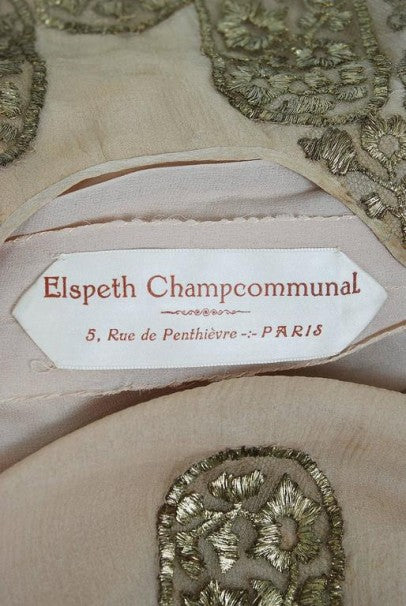 Elspeth Champcommunal
5, Rue de Penthièvre -:- PARIS